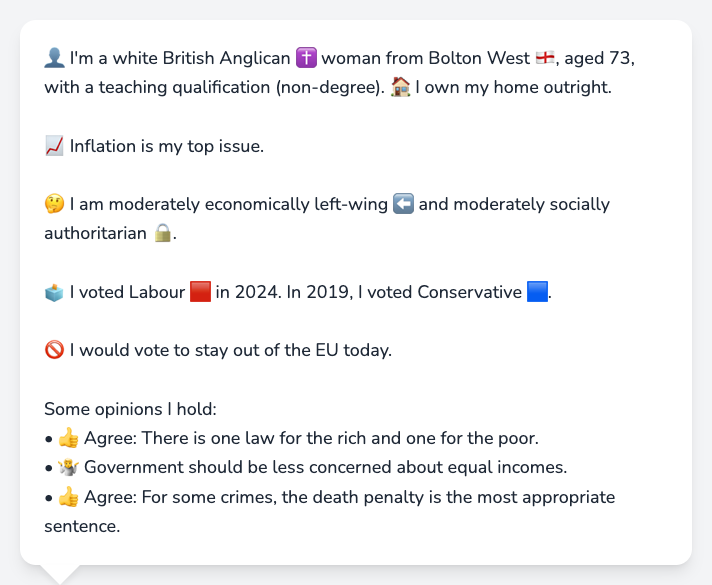 👤 I'm a white British Anglican ✝️ woman from Bolton West 🏴󠁧󠁢󠁥󠁮󠁧󠁿, aged 73,
with a teaching qualification (non-degree). 🏠 I own my home outright.
📈 Inflation is my top issue.
🤔 I am moderately economically left-wing ⬅️ and moderately socially
authoritarian 🔒.
🗳️ I voted Labour 🟥 in 2024. In 2019, I voted Conservative 🟦.
🚫 I would vote to stay out of the EU today.
Some opinions I hold:
• 👍 Agree: There is one law for the rich and one for the poor.
• 🤷 Government should be less concerned about equal incomes.
• 👍 Agree: For some crimes, the death penalty is the most appropriate
sentence.